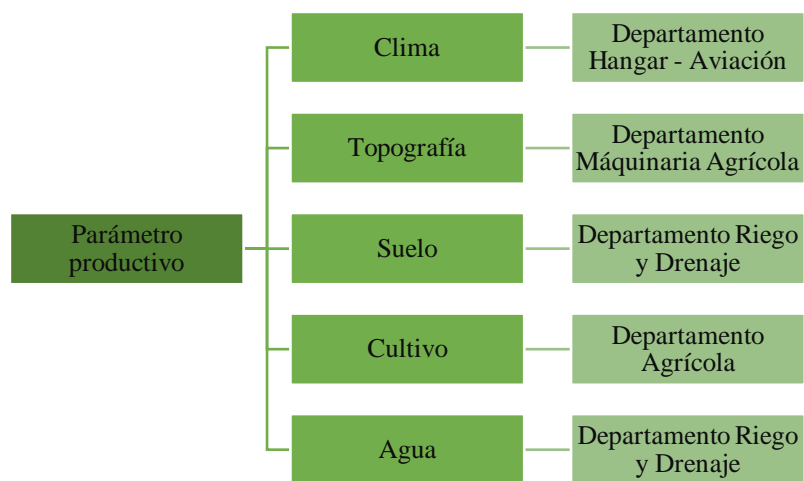 Parámetro
productivo
Clima
Departamento
Hangar - Aviación
Topografía
Departamento
Máquinaria Agrícola
Suelo
Departamento Riego
y Drenaje
Cultivo
Departamento
Agrícola
Agua
Departamento Riego
y Drenaje